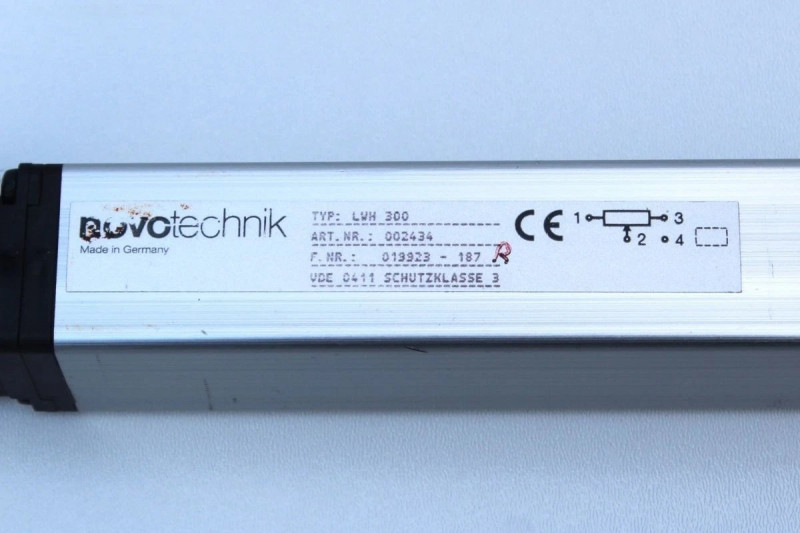 novotechnik
Made in Germany
TYP: LWH 300
ART.NR.: 002434
F.NR.: 019923 - 187 R
VDE 0411 SCHUTZKLASSE 3
CE
1 3
2 4